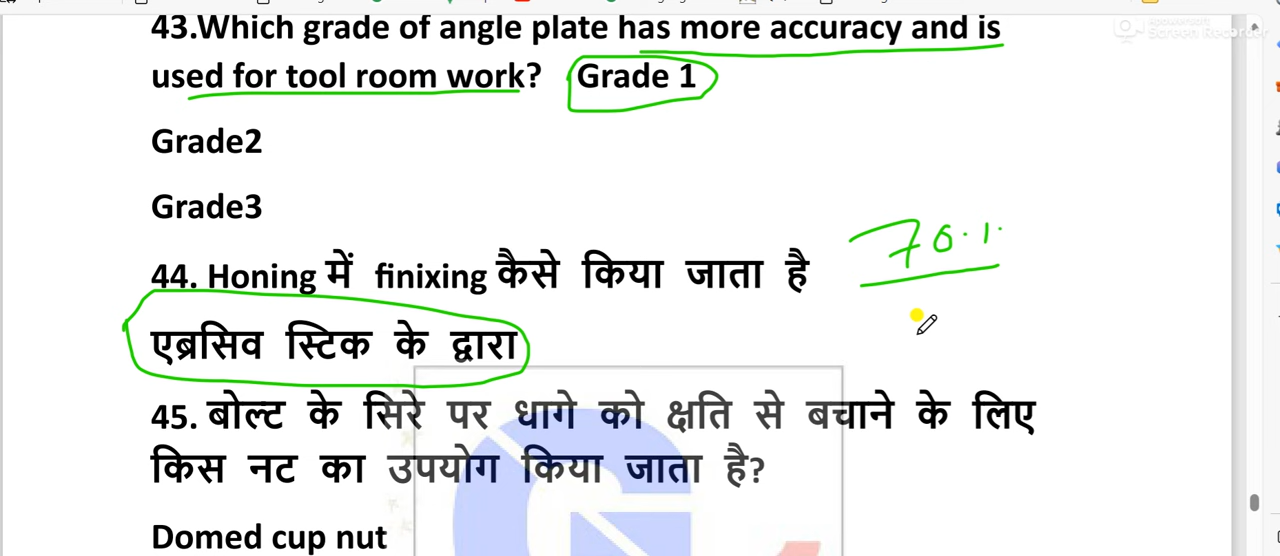 43.Which grade of angle plate has more accuracy and is
used for tool room work? Grade 1
Grade2
Grade3
44. Honing में finixing कैसे किया जाता है
एब्रसिव स्टिक के द्वारा
45. बोल्ट के सिरे पर धागे को क्षति से बचाने के लिए
किस नट का उपयोग किया जाता है?
Domed cup nut